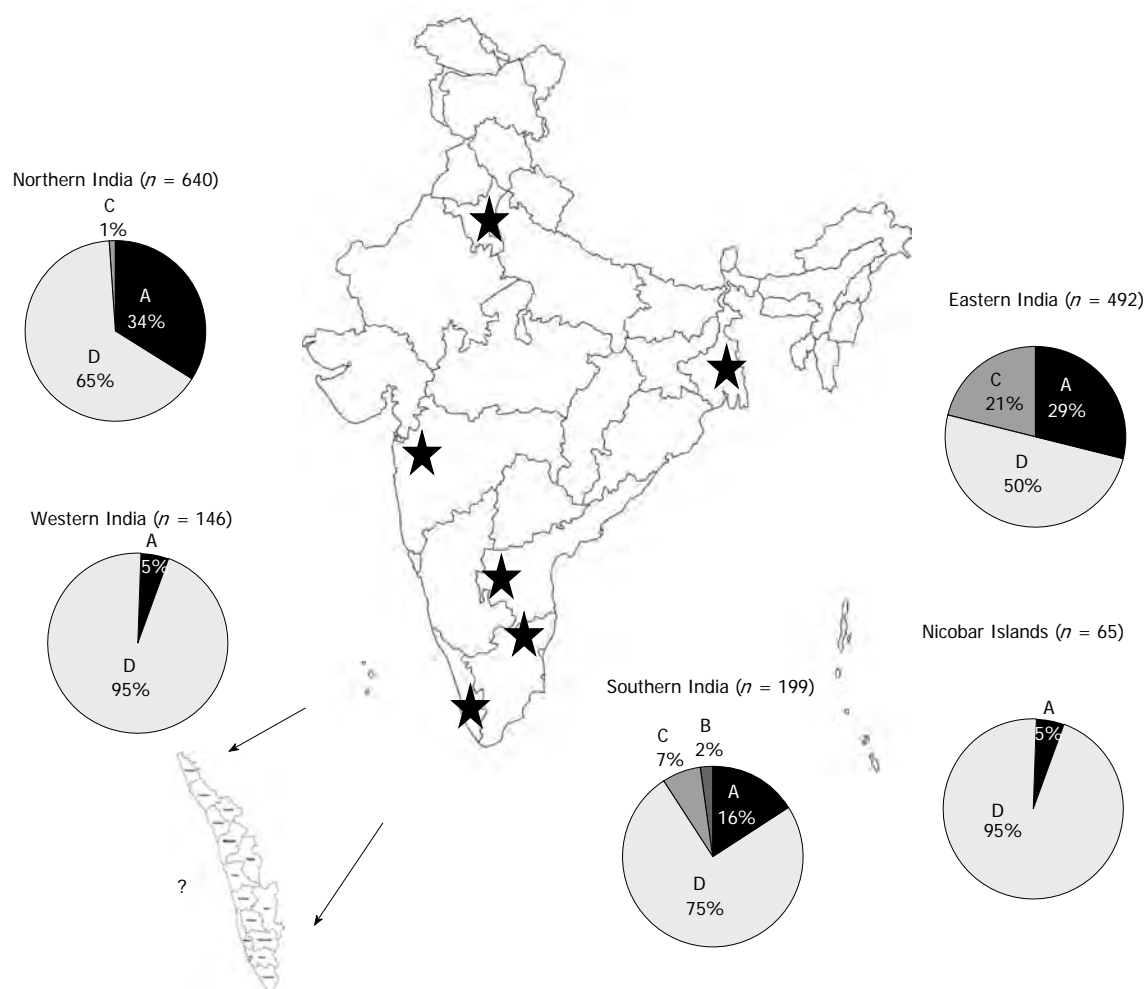 Northern India (n = 640)
C
1%
A
34%
D
65%
Eastern India (n = 492)
C
21%
A
29%
D
50%
Western India (n = 146)
A
5%
D
95%
Nicobar Islands (n = 65)
A
5%
D
95%
Southern India (n = 199)
C
7%
B
2%
A
16%
D
75%
?